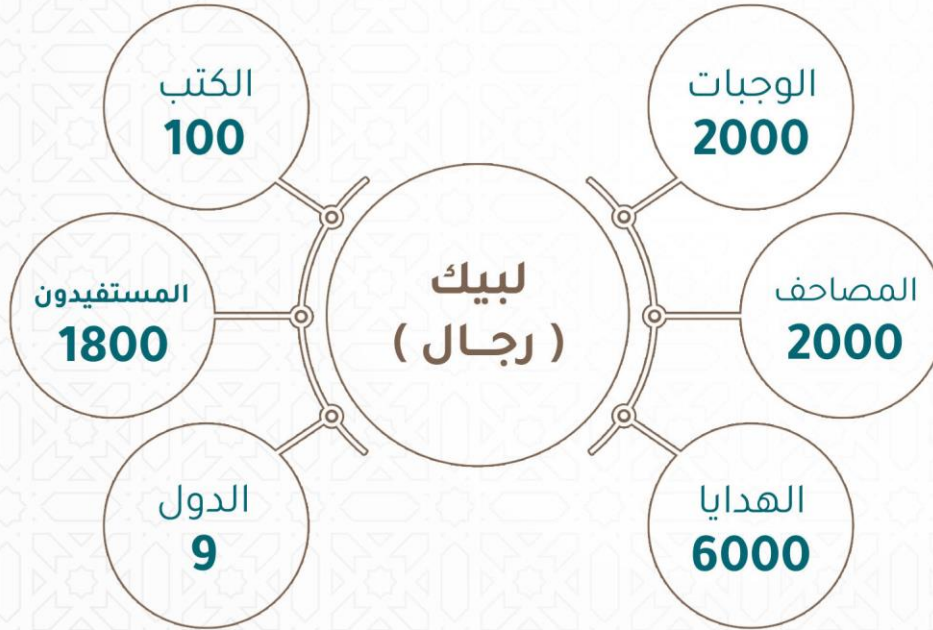 لبيك
( رجـال )
الوجبات
2000
المصاحف
2000
الهدايا
6000
الكتب
100
المستفيدون
1800
الدول
9